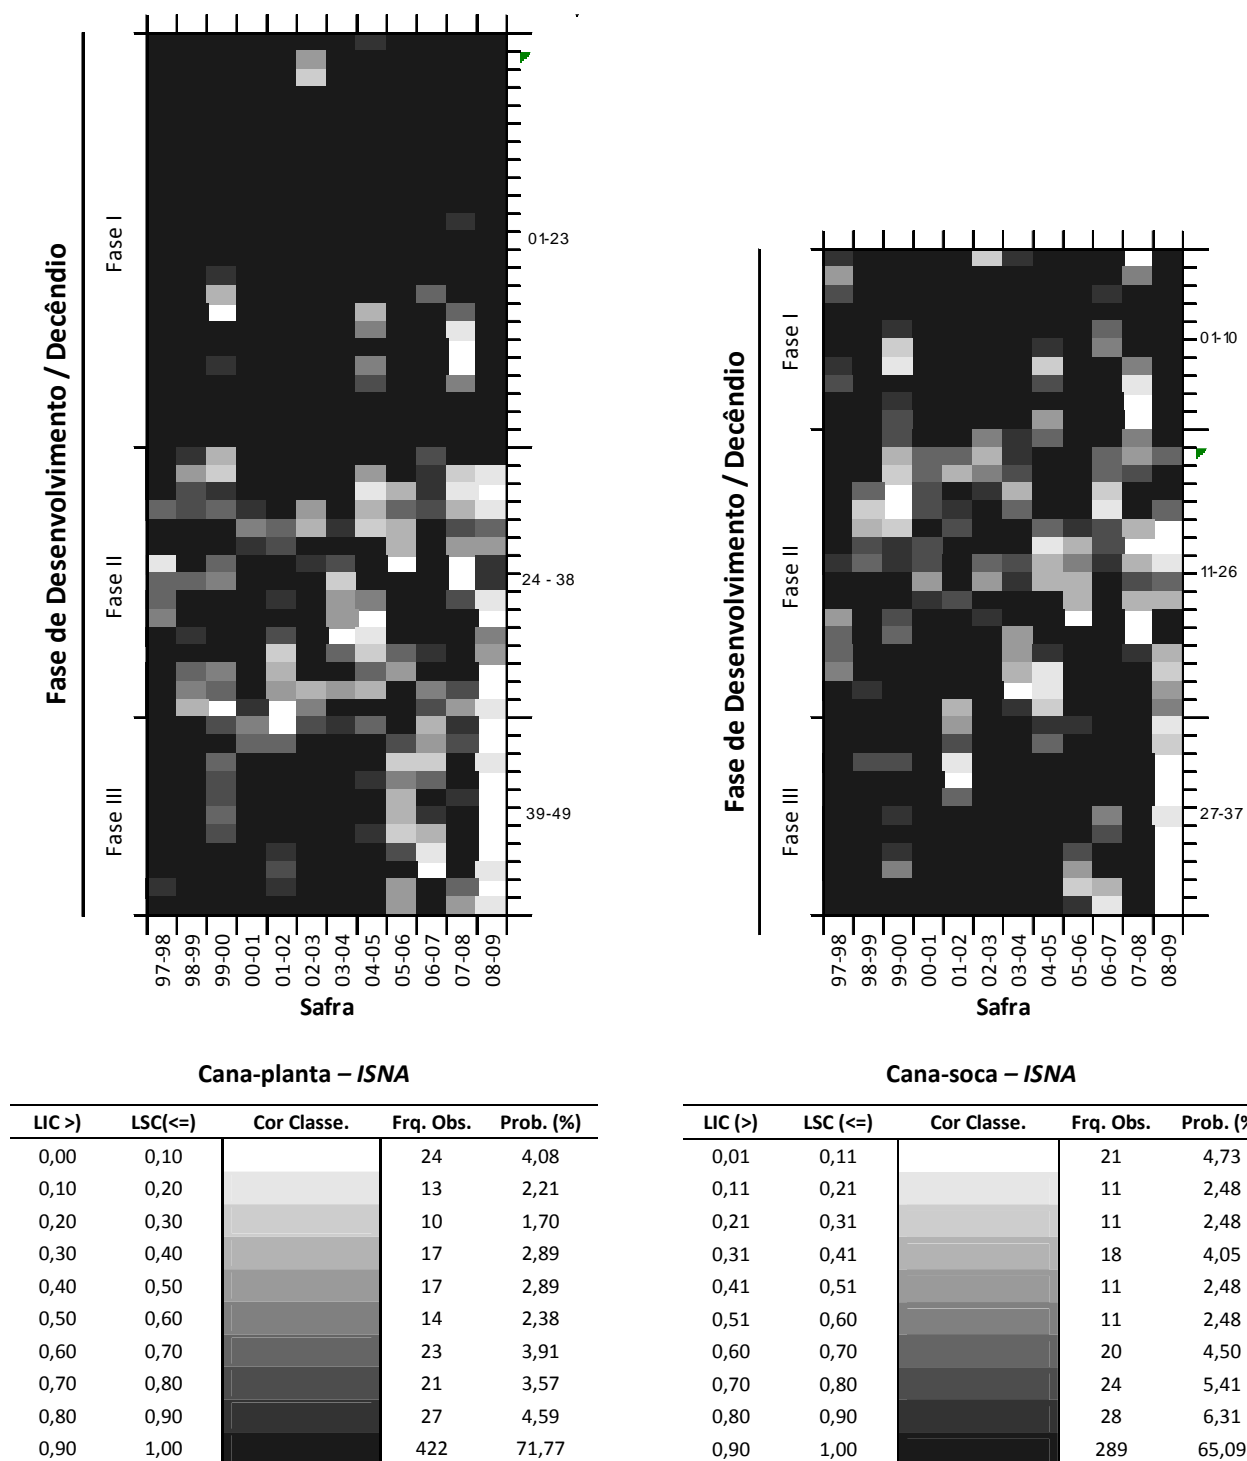 Fase de Desenvolvimento / Decêndio
Fase I
Fase II
Fase III
01-23
24 - 38
39-49
97-98
98-99
99-00
00-01
01-02
02-03
03-04
04-05
05-06
06-07
07-08
08-09
Safra
Fase de Desenvolvimento / Decêndio
Fase I
Fase II
Fase III
01-10
11-26
27-37
97-98
98-99
99-00
00-01
01-02
02-03
03-04
04-05
05-06
06-07
07-08
08-09
Safra
Cana-planta – ISNA
LIC >) LSC(<=) Cor Classe. Frq. Obs. Prob. (%)
0,00 0,10 24 4,08
0,10 0,20 13 2,21
0,20 0,30 10 1,70
0,30 0,40 17 2,89
0,40 0,50 17 2,89
0,50 0,60 14 2,38
0,60 0,70 23 3,91
0,70 0,80 21 3,57
0,80 0,90 27 4,59
0,90 1,00 422 71,77
Cana-soca – ISNA
LIC (>) LSC (<=) Cor Classe. Frq. Obs. Prob. (%
0,01 0,11 21 4,73
0,11 0,21 11 2,48
0,21 0,31 11 2,48
0,31 0,41 18 4,05
0,41 0,51 11 2,48
0,51 0,60 11 2,48
0,60 0,70 20 4,50
0,70 0,80 24 5,41
0,80 0,90 28 6,31
0,90 1,00 289 65,09